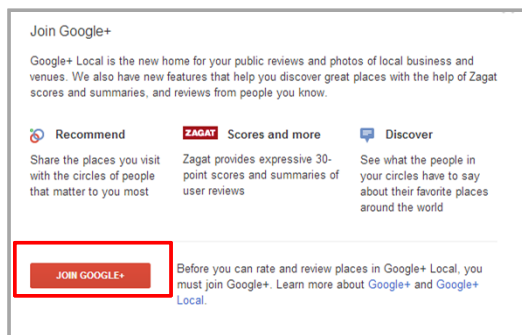 Join Google+
Google+ Local is the new home for your public reviews and photos of local business and
venues. We also have new features that help you discover great places with the help of Zagat
scores and summaries, and reviews from people you know.
Recommend
Share the places you visit
with the circles of people
that matter to you most
ZAGAT Scores and more
Zagat provides expressive 30-
point scores and summaries of
user reviews
Discover
See what the people in
your circles have to say
about their favorite places
around the world
JOIN GOOGLE+
Before you can rate and review places in Google+ Local, you
must join Google+. Learn more about Google+ and Google+
Local.